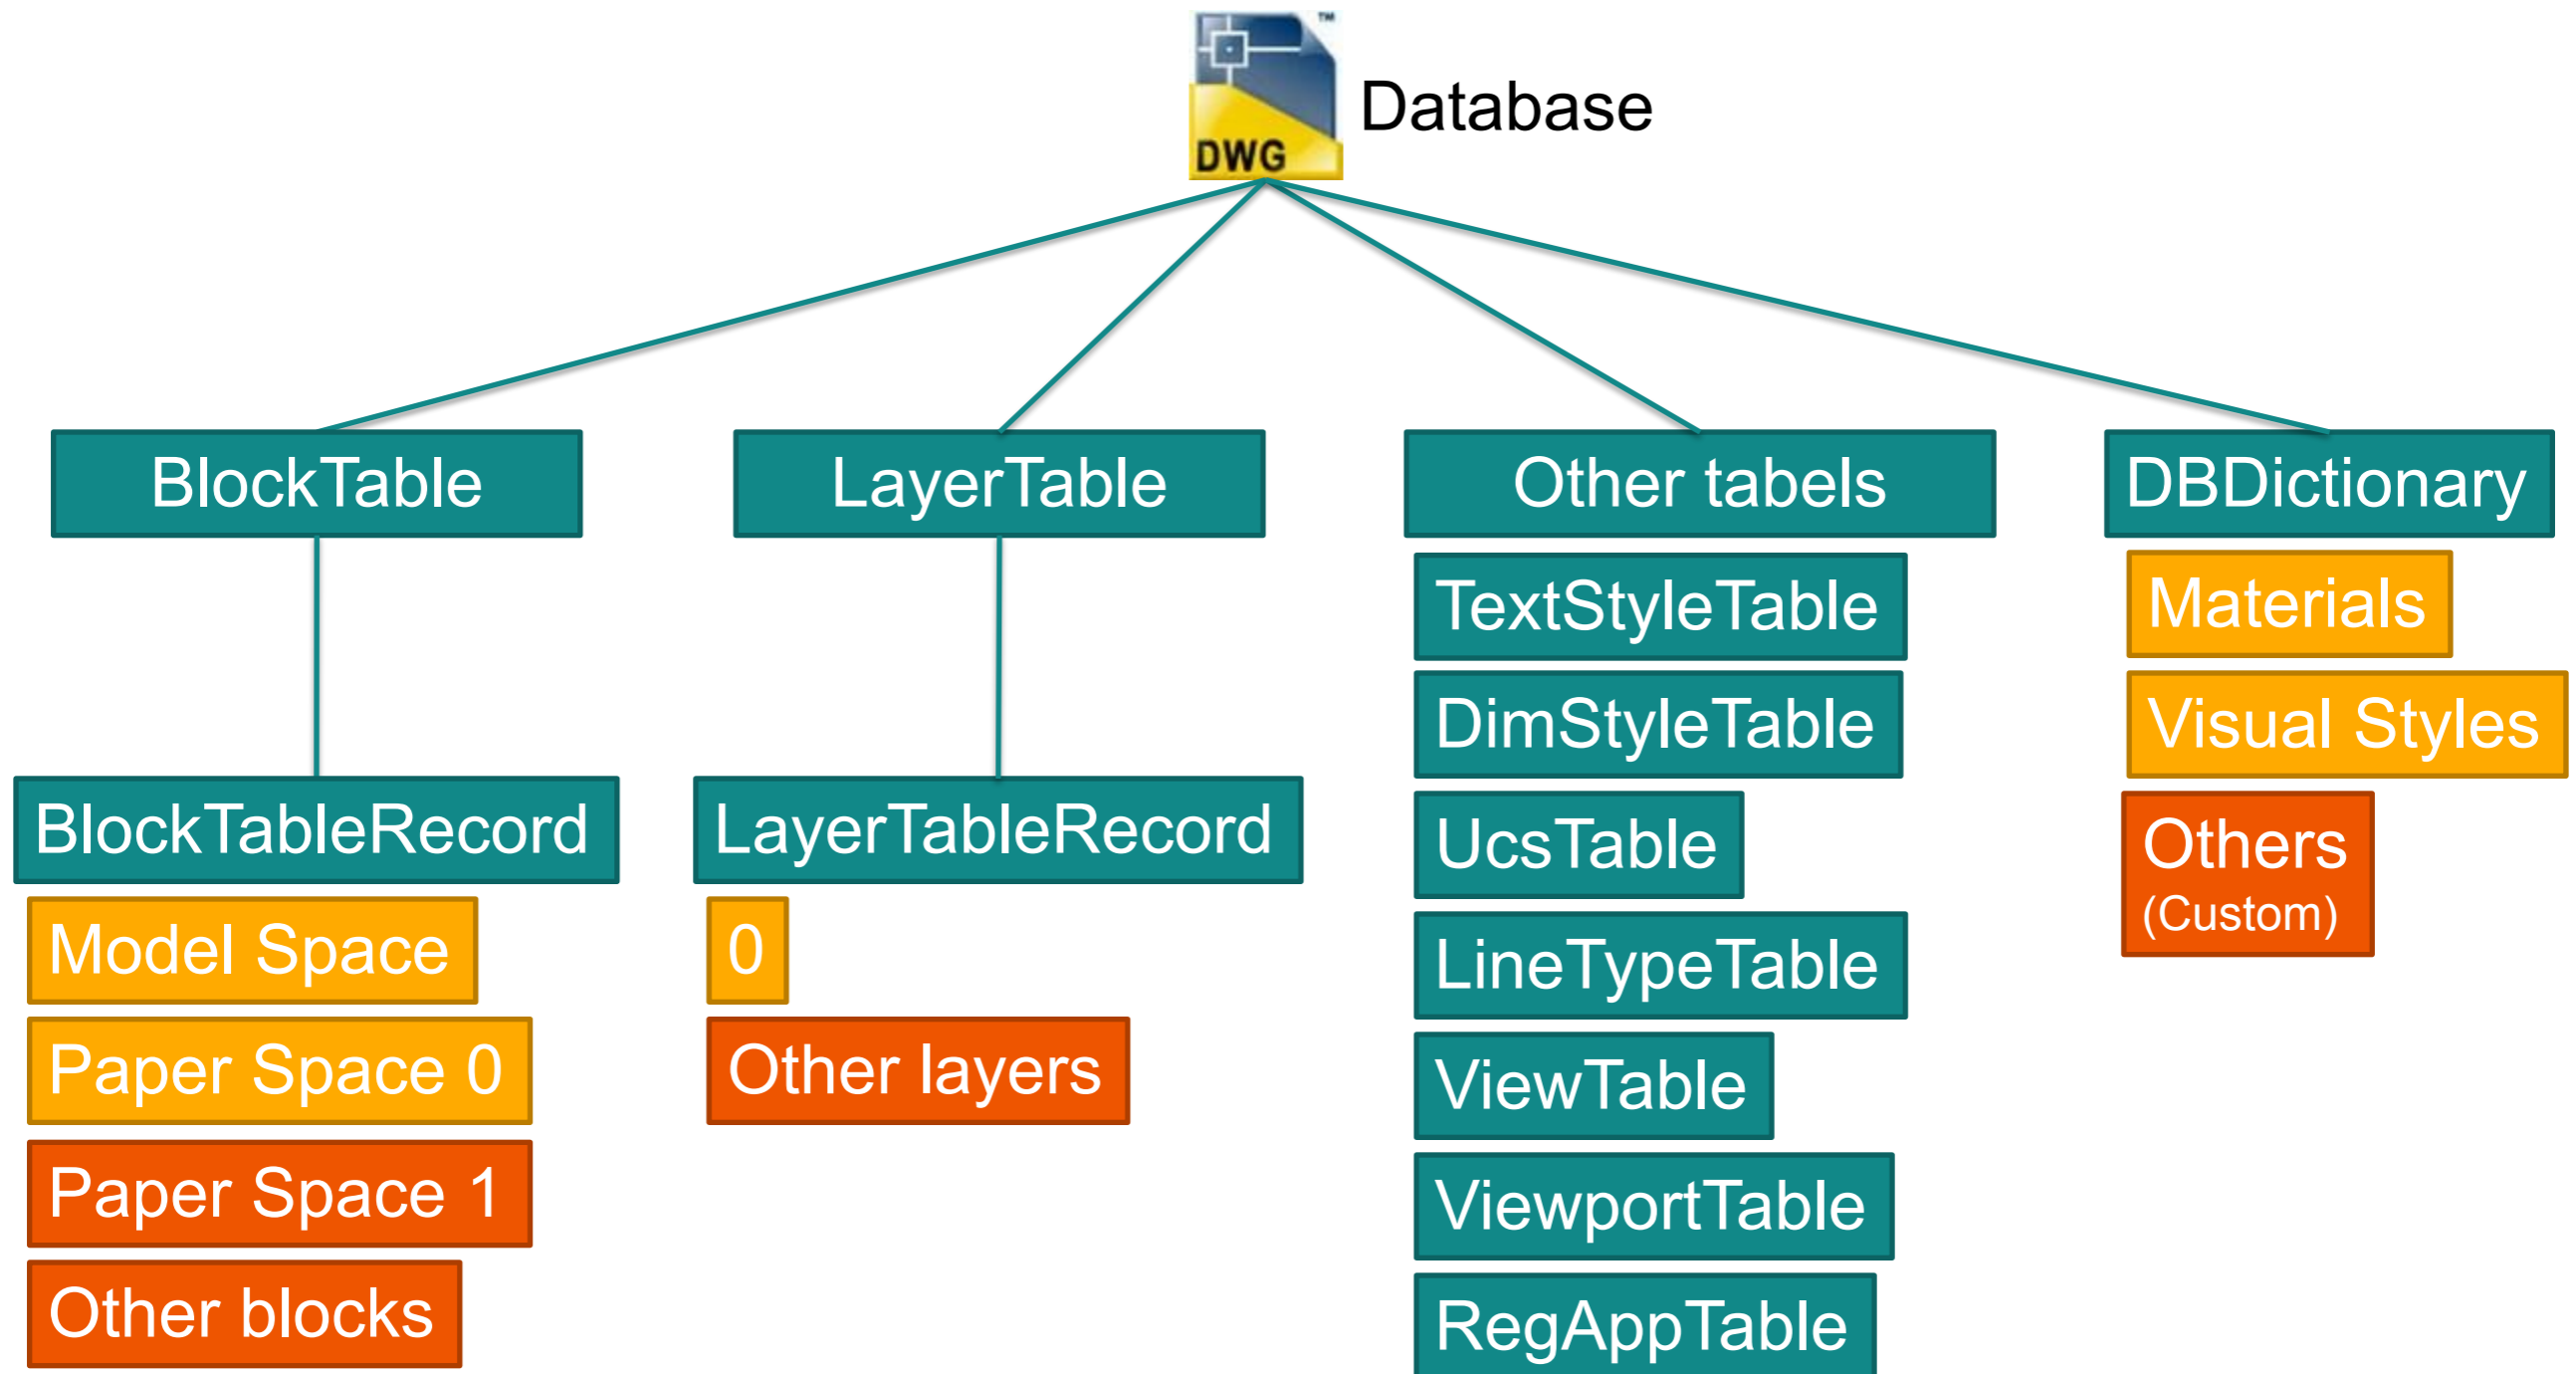 ™
DWG
Database
BlockTable
LayerTable
Other tabels
DBDictionary
TextStyleTable
DimStyleTable
UcsTable
LineTypeTable
ViewTable
ViewportTable
RegAppTable
Materials
Visual Styles
Others
(Custom)
BlockTableRecord
Model Space
Paper Space 0
Paper Space 1
Other blocks
LayerTableRecord
0
Other layers